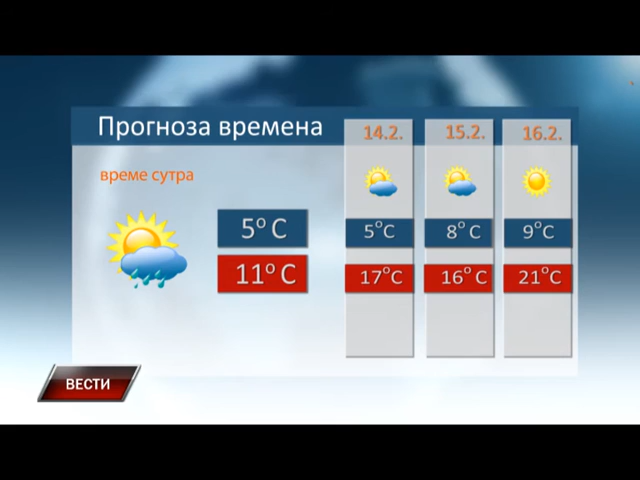 Прогноза времена
време сутра
5° C
11° C
14.2.
5°C
17°C
15.2.
8° C
16° C
16.2.
9°C
21°C
ВЕСТИ